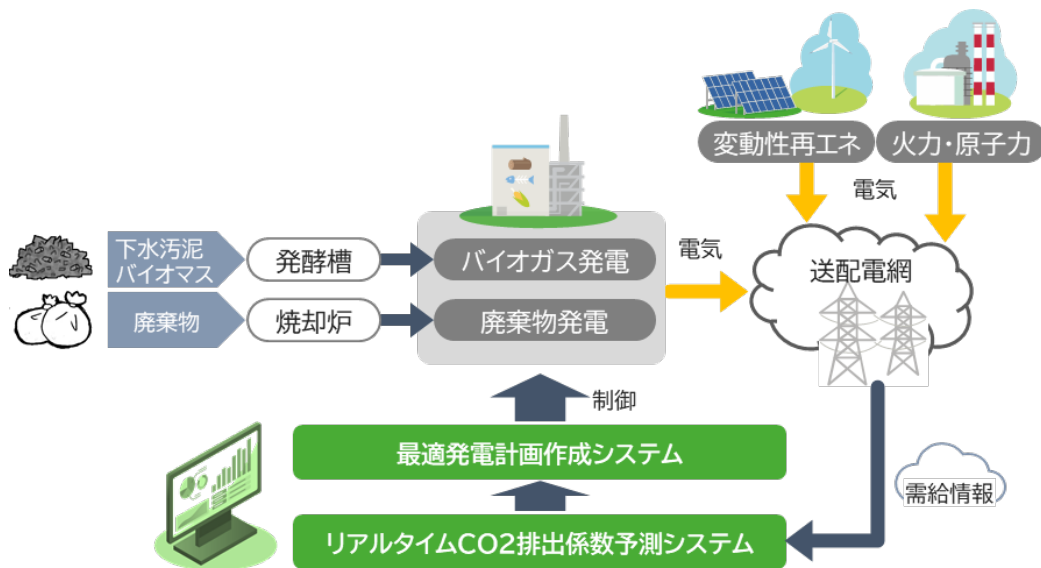 変動性再エネ
火力・原子力
電気
下水汚泥
バイオマス
発酵槽
バイオガス発電
電気
送配電網
廃棄物
焼却炉
廃棄物発電
制御
最適発電計画作成システム
需給情報
リアルタイムCO2排出係数予測システム